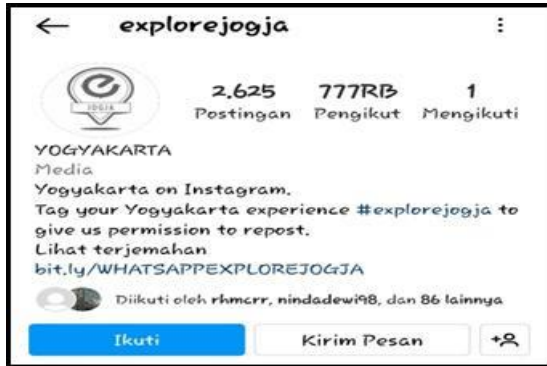 explorejogja
e
JOGJA
2,625 777RB 1
Postingan Pengikut Mengikuti
YOGYAKARTA
Media
Yogyakarta on Instagram.
Tag your Yogyakarta experience #explorejogja to
give us permission to repost.
Lihat terjemahan
bit.ly/WHATSAPPEXPLOREJOGJA
Diikuti oleh rhmcrr, nindadewi98, dan 86 lainnya
Ikuti Kirim Pesan